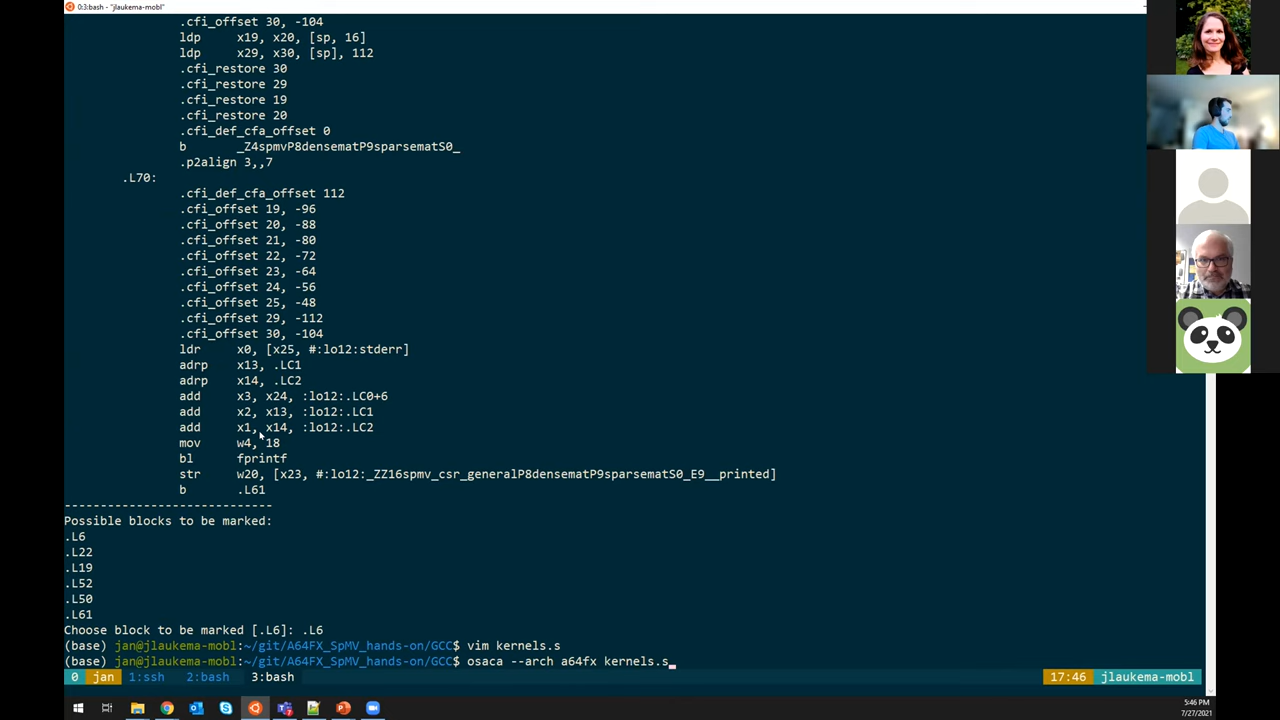 0:3:bash - "jlaukema-mobl"
.cfi_offset 30, -104
ldp x19, x20, [sp, 16]
ldp x29, x30, [sp], 112
.cfi_restore 30
.cfi_restore 29
.cfi_restore 19
.cfi_restore 20
.cfi_def_cfa_offset 0
b _Z4spmvP8densematP9sparsematS0_
.p2align 3,,7
.L70:
.cfi_def_cfa_offset 112
.cfi_offset 19, -96
.cfi_offset 20, -88
.cfi_offset 21, -80
.cfi_offset 22, -72
.cfi_offset 23, -64
.cfi_offset 24, -56
.cfi_offset 25, -48
.cfi_offset 29, -112
.cfi_offset 30, -104
ldr x0, [x25, #:lo12:stderr]
adrp x13, .LC1
adrp x14, .LC2
add x3, x24, :lo12:.LC0+6
add x2, x13, :lo12:.LC1
add x1, x14, :lo12:.LC2
mov w4, 18
bl fprintf
str w20, [x23, #:lo12:_ZZ16spmv_csr_generalP8densematP9sparsematS0_E9__printed]
b .L61
-----------------------------
Possible blocks to be marked:
.L6
.L22
.L19
.L52
.L50
.L61
Choose block to be marked [.L6]: .L6
(base) jan@jlaukema-mobl:~/git/A64FX_SpMV_hands-on/GCC$ vim kernels.s
(base) jan@jlaukema-mobl:~/git/A64FX_SpMV_hands-on/GCC$ osaca --arch a64fx kernels.s
0 jan 1:ssh 2:bash 3:bash 17:46 jlaukema-mobl
5:46 PM
7/27/2021